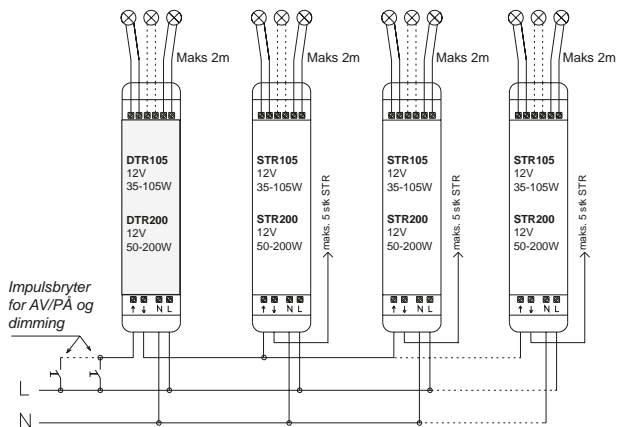 Maks 2m
Maks 2m
Maks 2m
Maks 2m
DTR105
12V
35-105W
DTR200
12V
50-200W
STR105
12V
35-105W
STR200
12V
50-200W
maks. 5 stk STR
STR105
12V
35-105W
STR200
12V
50-200W
maks. 5 stk STR
STR105
12V
35-105W
STR200
12V
50-200W
maks. 5 stk STR
Impulsbryter
for AV/PÅ og
dimming
↑ ↓ N L
↑ ↓ N L
↑ ↓ N L
↑ ↓ N L
L
N